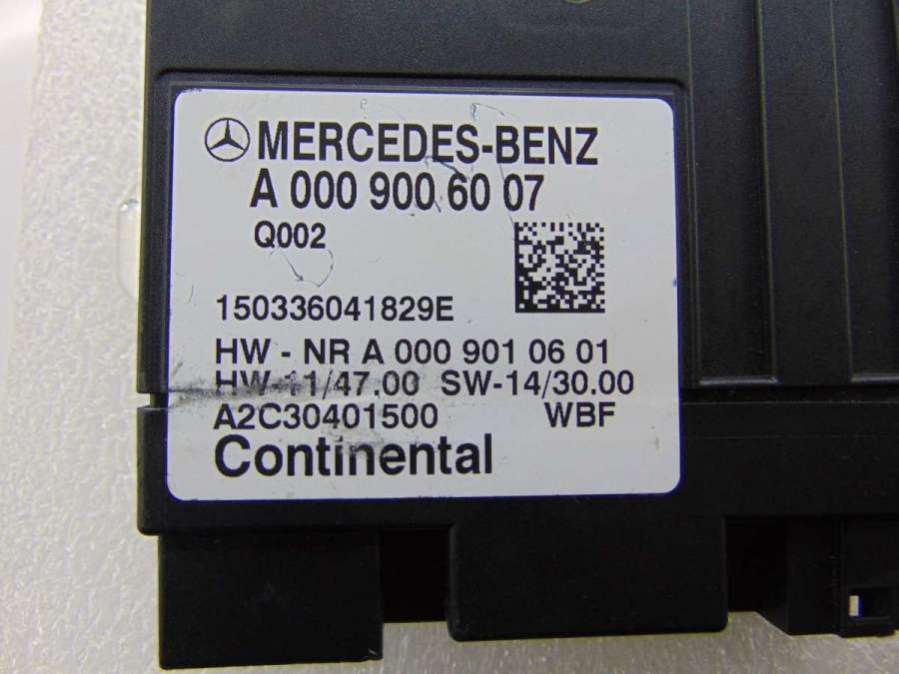 MERCEDES-BENZ
A 000 900 60 07
Q002
150336041829E
HW - NR A 000 901 06 01
HW-11/47.00 SW-14/30.00
A2C30401500 WBF
Continental